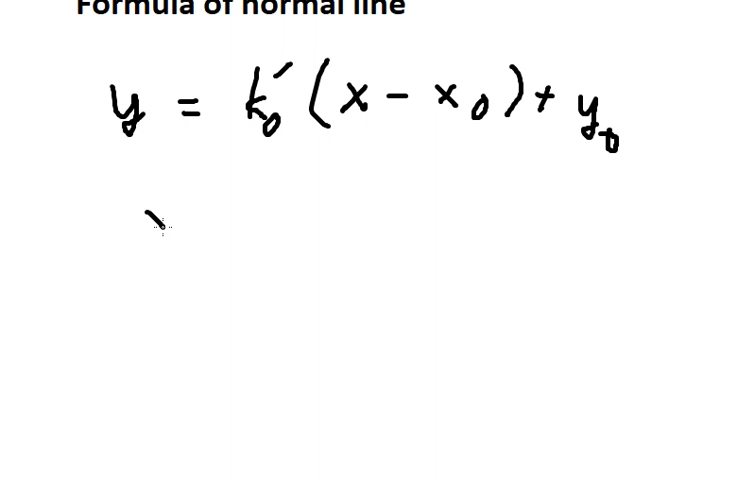 Formula of normal line
y = k₀′(x − x₀) + y₀